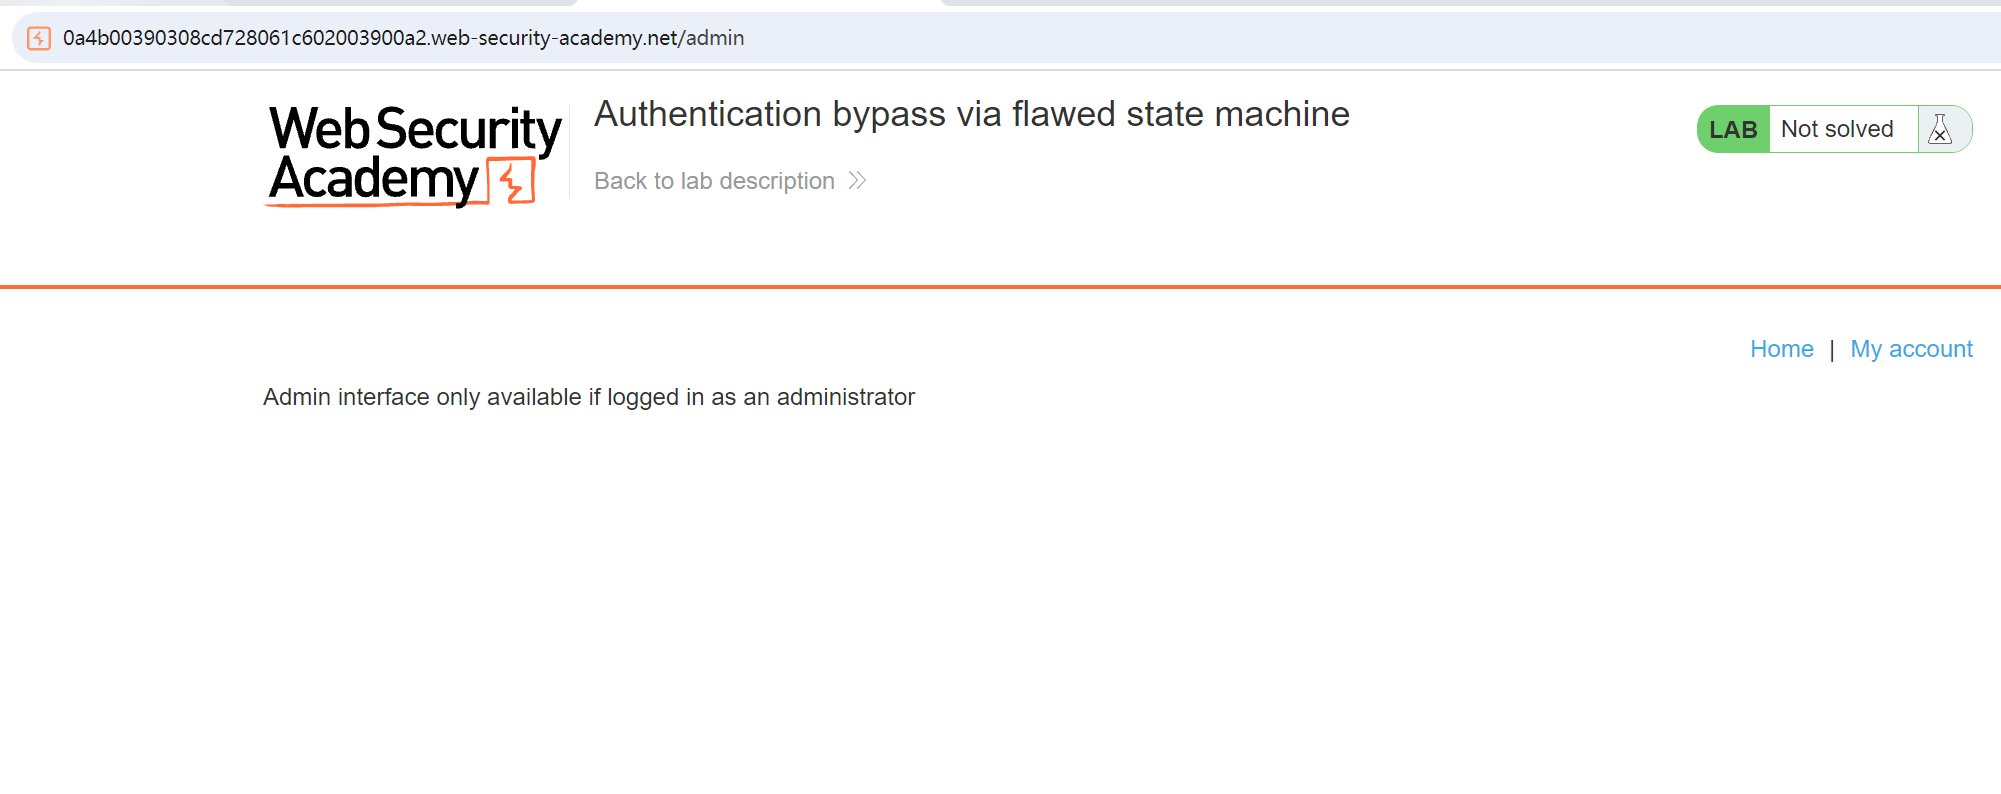 0a4b00390308cd728061c602003900a2.web-security-academy.net/admin
Web Security
Academy
Authentication bypass via flawed state machine
Back to lab description
LAB Not solved
Home | My account
Admin interface only available if logged in as an administrator